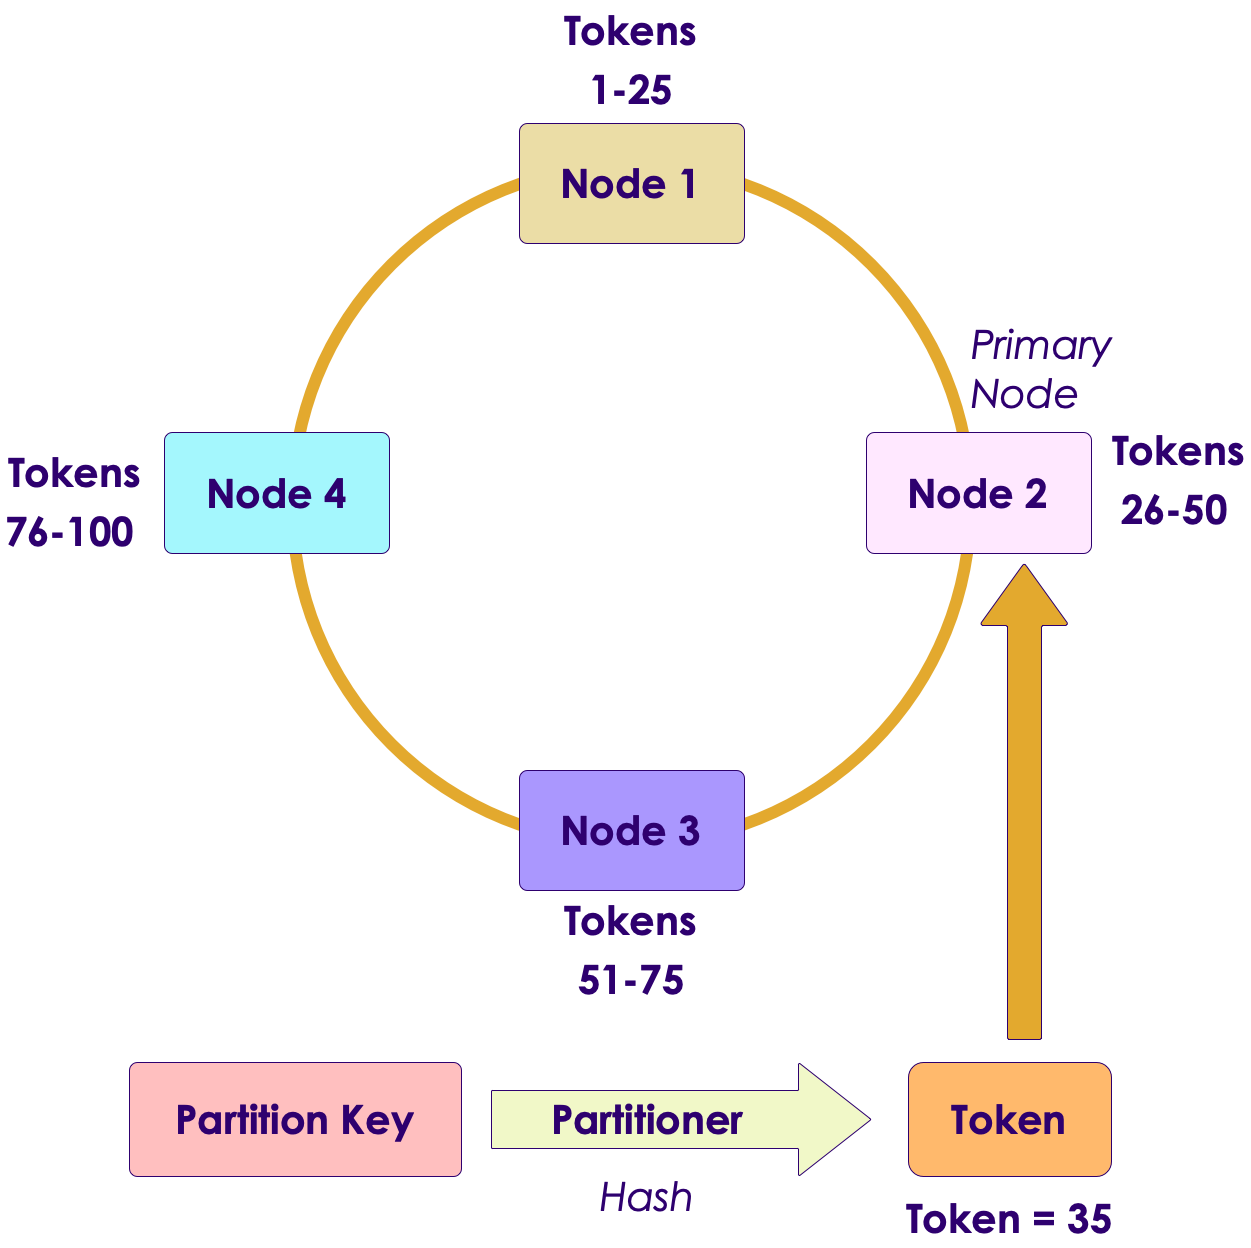 Tokens
1-25
Node 1
Primary
Node
Tokens
76-100
Node 4
Node 2
Tokens
26-50
Node 3
Tokens
51-75
Partition Key
Partitioner
Hash
Token
Token = 35